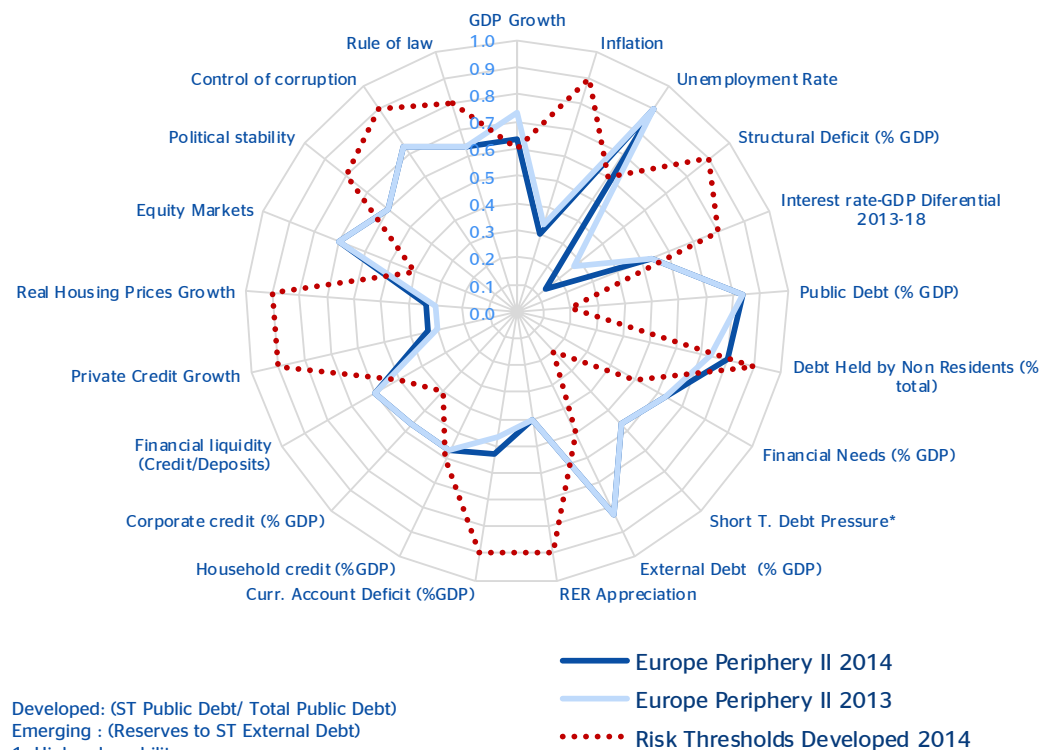 GDP Growth
Inflation
Unemployment Rate
Structural Deficit (% GDP)
Interest rate-GDP Diferential
2013-18
Public Debt (% GDP)
Debt Held by Non Residents (%
total)
Financial Needs (% GDP)
Short T. Debt Pressure*
External Debt (% GDP)
RER Appreciation
Curr. Account Deficit (%GDP)
Household credit (%GDP)
Corporate credit (% GDP)
Financial liquidity
(Credit/Deposits)
Private Credit Growth
Real Housing Prices Growth
Equity Markets
Political stability
Control of corruption
Rule of law
1.0
0.9
0.8
0.7
0.6
0.5
0.4
0.3
0.2
0.1
0.0
Europe Periphery II 2014
Europe Periphery II 2013
Risk Thresholds Developed 2014
Developed: (ST Public Debt/ Total Public Debt)
Emerging : (Reserves to ST External Debt)